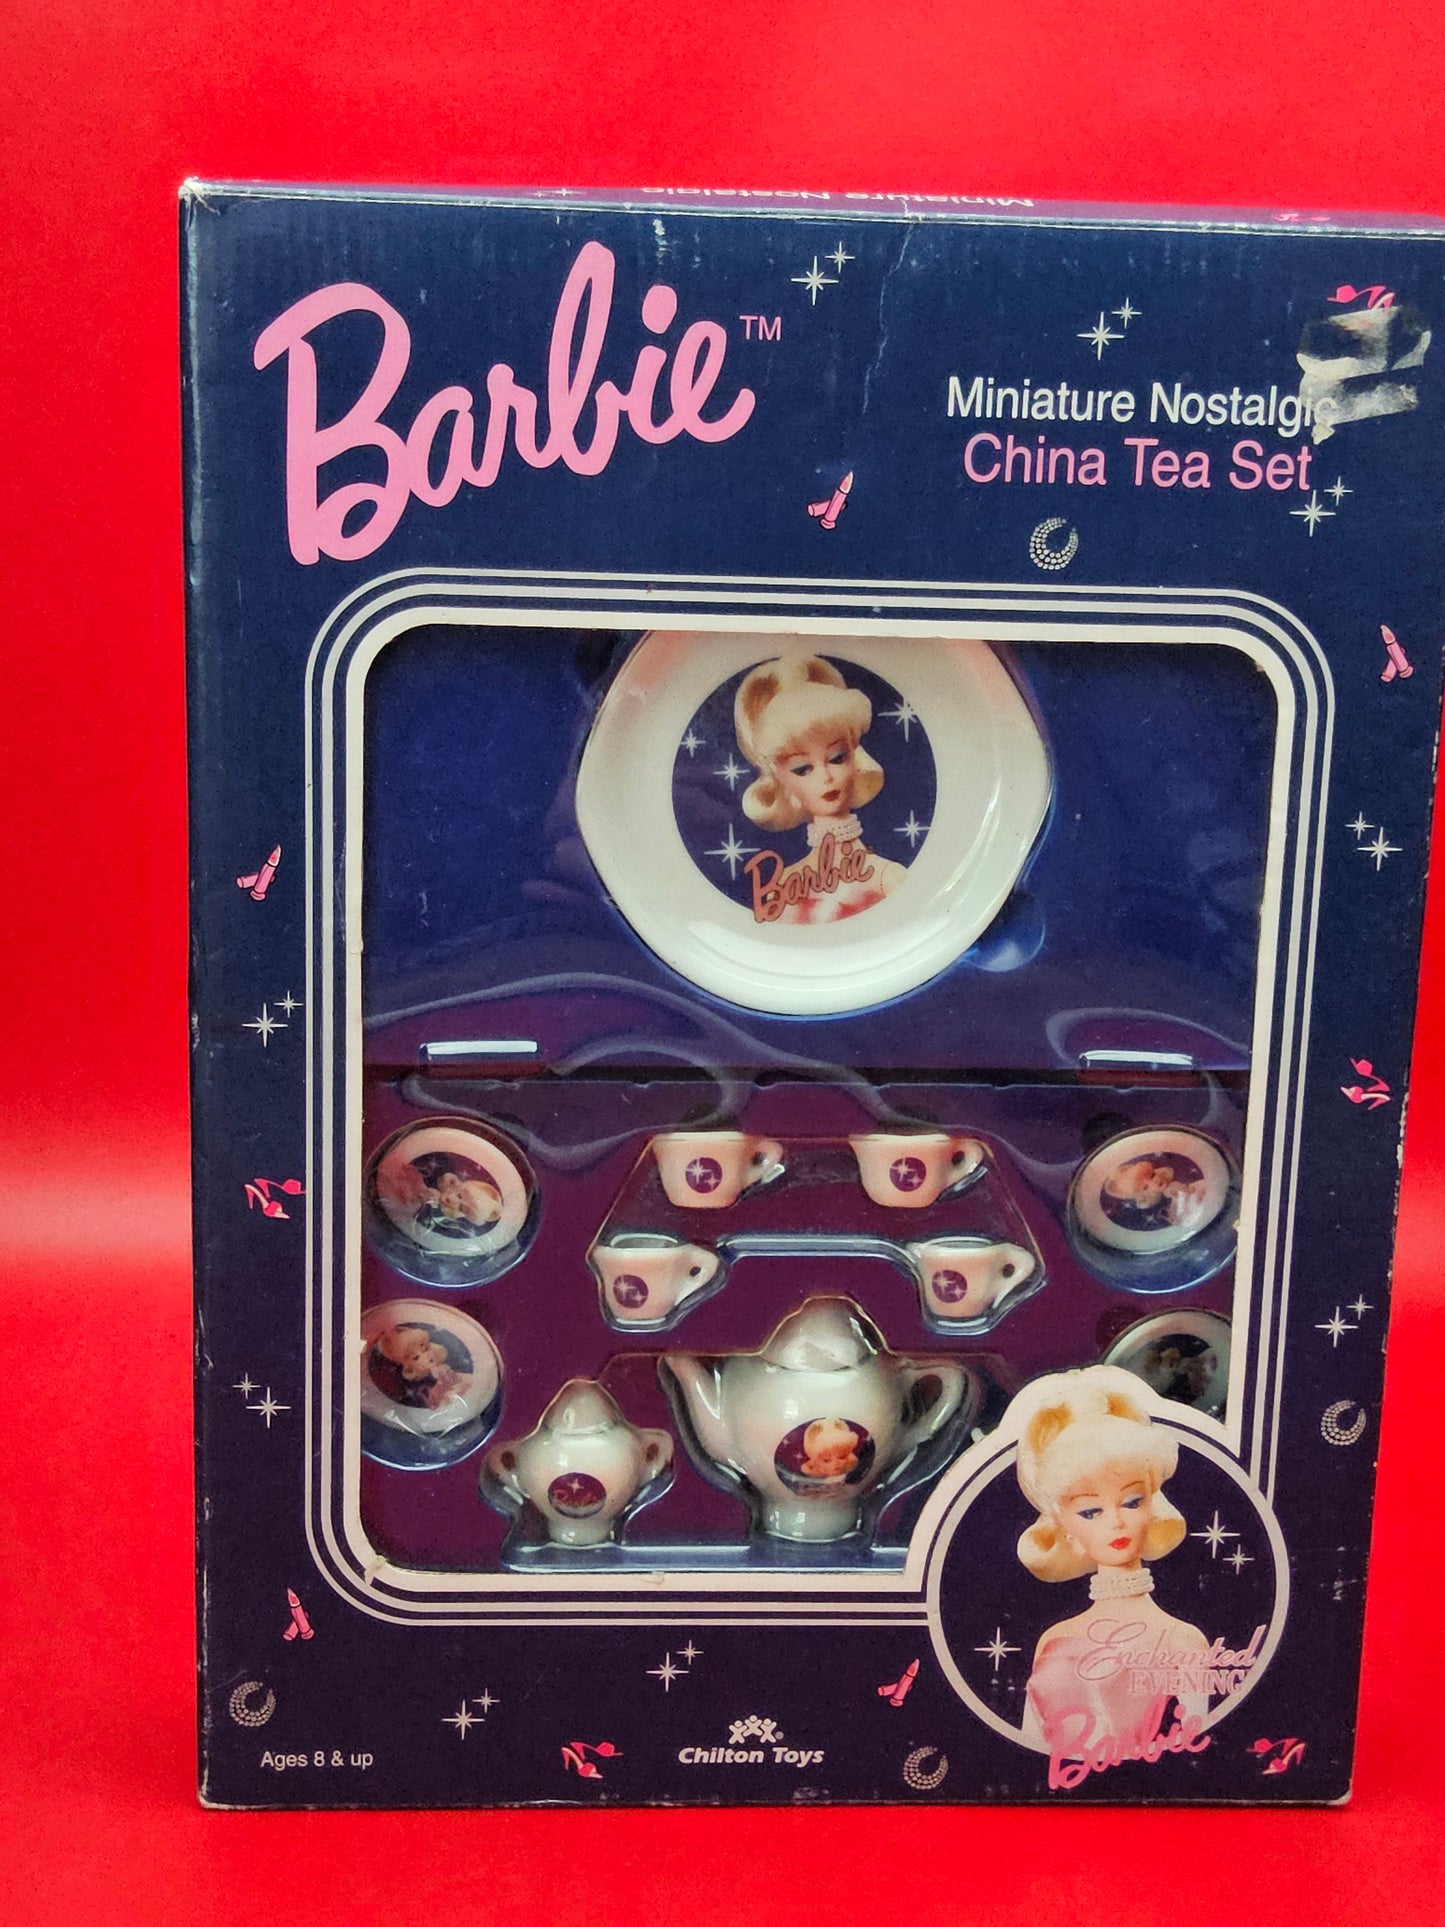 Miniature Nostalgic
Barbie™
Miniature Nostalgic
China Tea Set
Barbie
Enchanted
EVENING
Barbie
Chilton Toys
Ages 8 & up